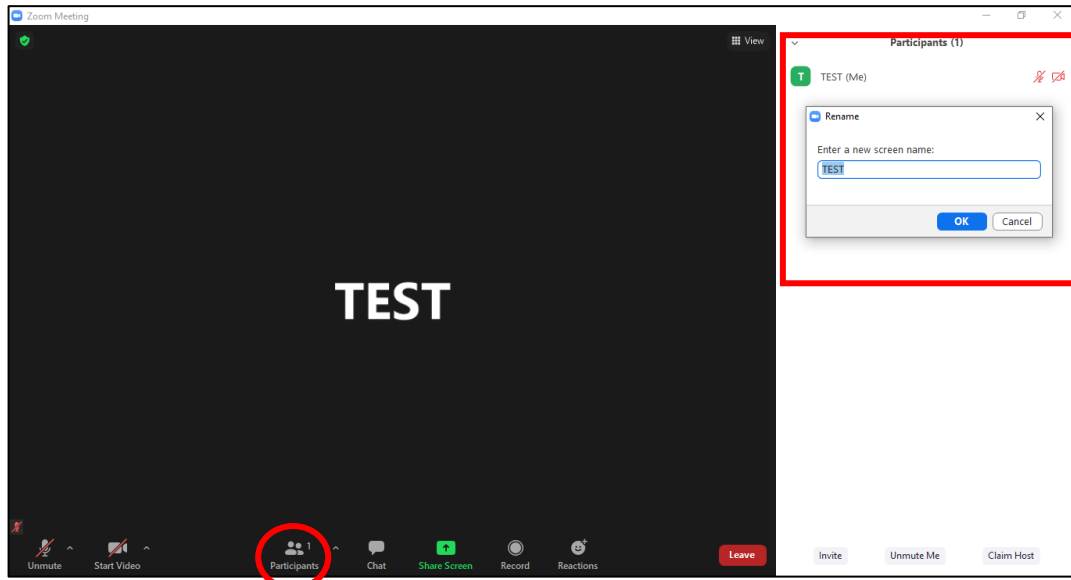 Zoom Meeting
View
Participants (1)
T TEST (Me)
Rename
Enter a new screen name:
TEST
OK Cancel
TEST
Unmute Start Video Participants 1 Chat Share Screen Record Reactions Leave
Invite Unmute Me Claim Host